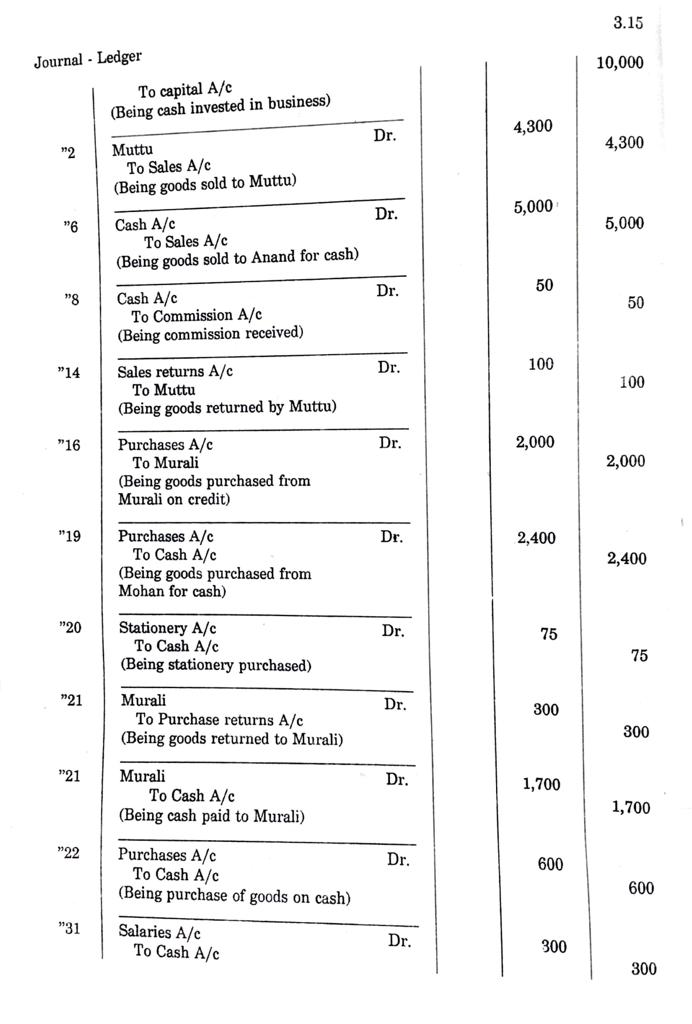 3.15
Journal - Ledger
To capital A/c 10,000
(Being cash invested in business)
"2 Muttu Dr. 4,300
To Sales A/c 4,300
(Being goods sold to Muttu)
"6 Cash A/c Dr. 5,000
To Sales A/c 5,000
(Being goods sold to Anand for cash)
"8 Cash A/c Dr. 50
To Commission A/c 50
(Being commission received)
"14 Sales returns A/c Dr. 100
To Muttu 100
(Being goods returned by Muttu)
"16 Purchases A/c Dr. 2,000
To Murali 2,000
(Being goods purchased from
Murali on credit)
"19 Purchases A/c Dr. 2,400
To Cash A/c 2,400
(Being goods purchased from
Mohan for cash)
"20 Stationery A/c Dr. 75
To Cash A/c 75
(Being stationery purchased)
"21 Murali Dr. 300
To Purchase returns A/c 300
(Being goods returned to Murali)
"21 Murali Dr. 1,700
To Cash A/c 1,700
(Being cash paid to Murali)
"22 Purchases A/c Dr. 600
To Cash A/c 600
(Being purchase of goods on cash)
"31 Salaries A/c Dr. 300
To Cash A/c 300